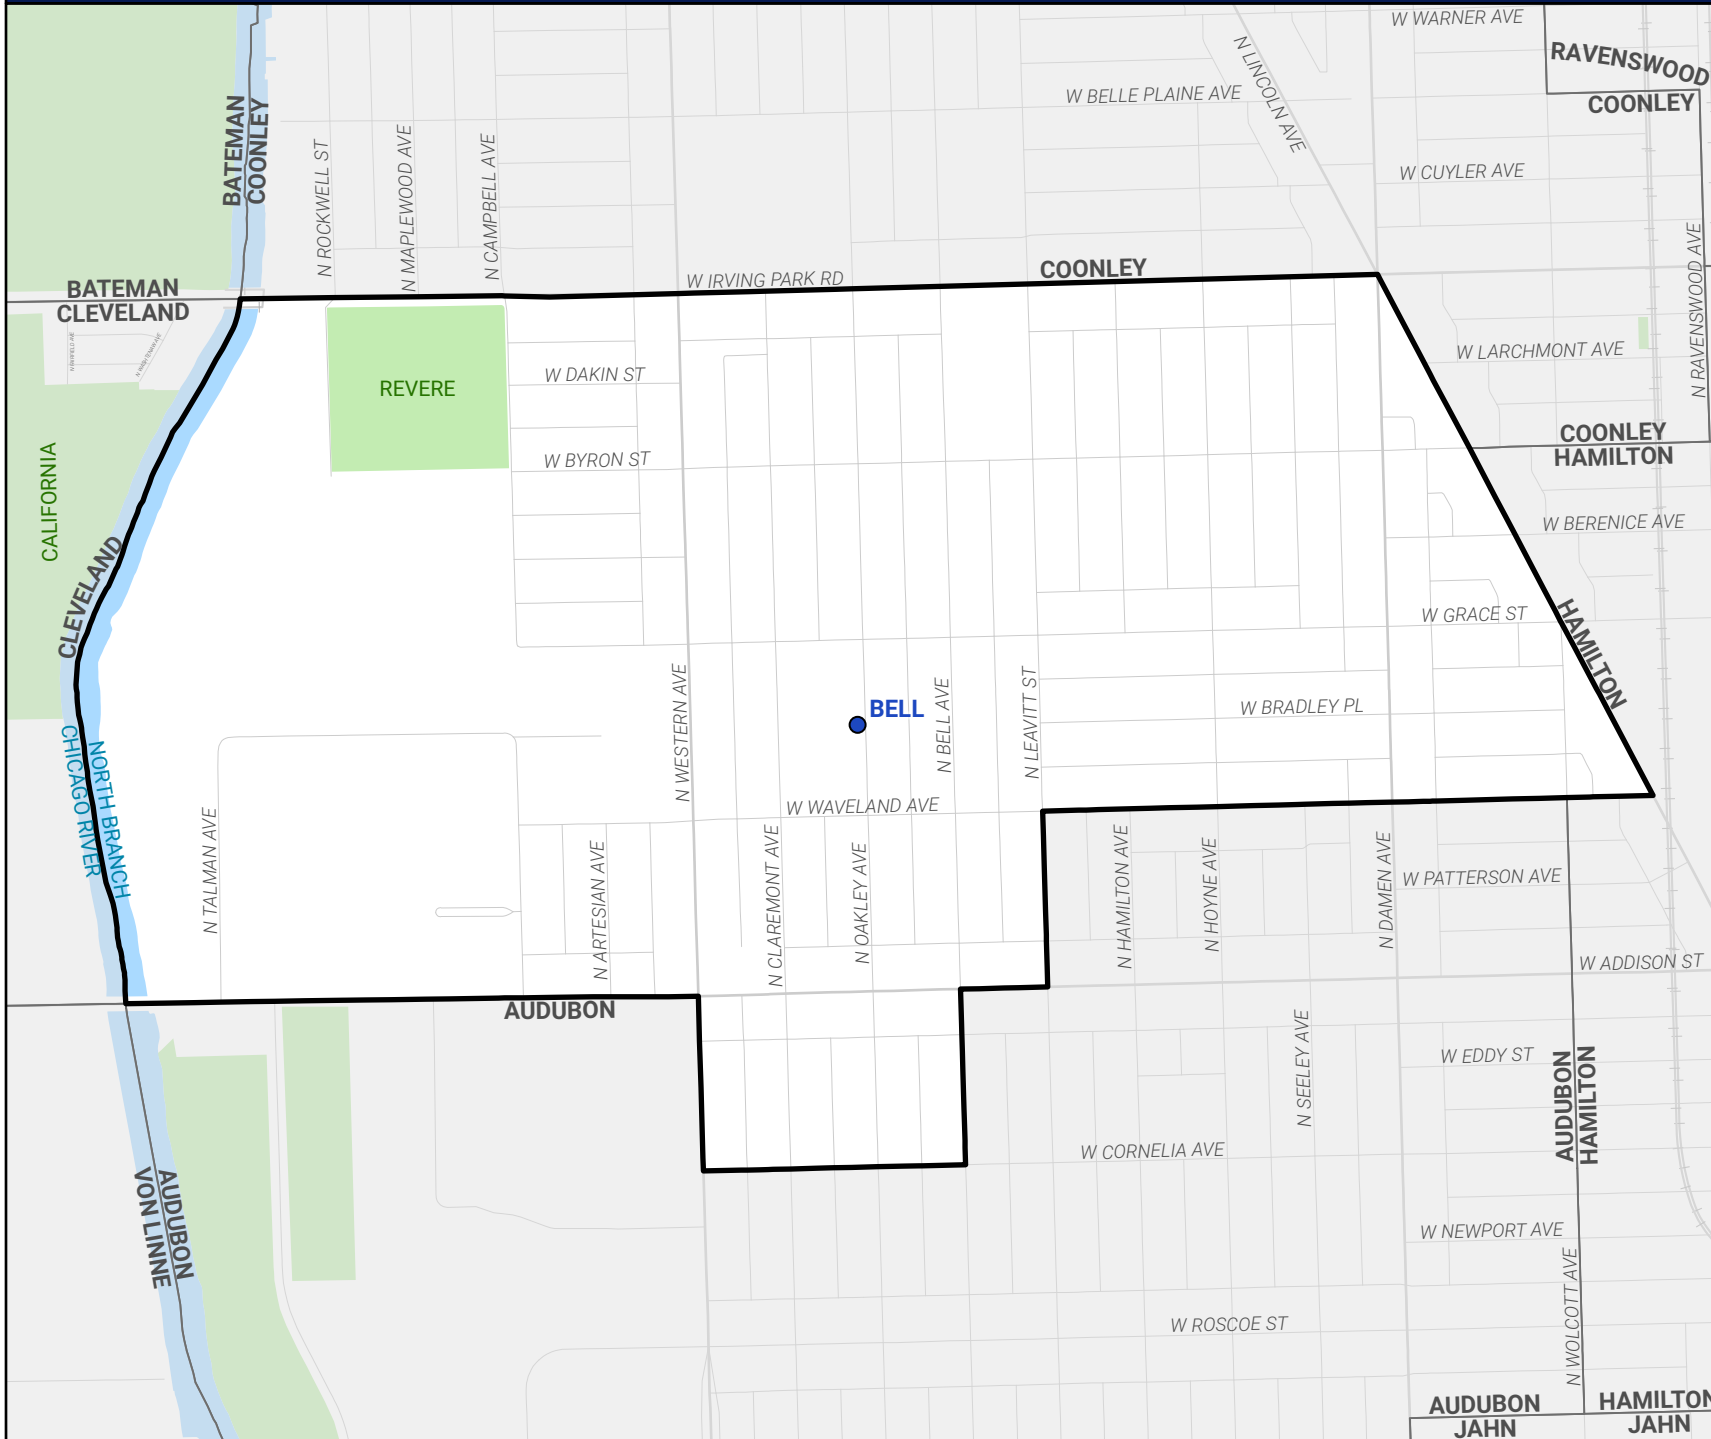 W WARNER AVE
RAVENSWOOD
COONLEY
N LINCOLN AVE
W BELLE PLAINE AVE
BATEMAN
COONLEY
N ROCKWELL ST
N MAPLEWOOD AVE
N CAMPBELL AVE
W CUYLER AVE
N RAVENSWOOD AVE
BATEMAN
CLEVELAND
W IRVING PARK RD
COONLEY
N FAIRFIELD AVE
N WASHTENAW AVE
REVERE
W DAKIN ST
W LARCHMONT AVE
W BYRON ST
COONLEY
HAMILTON
CALIFORNIA
W BERENICE AVE
CLEVELAND
W GRACE ST
HAMILTON
N WESTERN AVE
BELL
N BELL AVE
N LEAVITT ST
W BRADLEY PL
NORTH BRANCH
CHICAGO RIVER
W WAVELAND AVE
N TALMAN AVE
N ARTESIAN AVE
N CLAREMONT AVE
N OAKLEY AVE
N HAMILTON AVE
N HOYNE AVE
N DAMEN AVE
W PATTERSON AVE
W ADDISON ST
AUDUBON
N SEELEY AVE
W EDDY ST
AUDUBON
HAMILTON
W CORNELIA AVE
AUDUBON
VON LINNE
W NEWPORT AVE
N WOLCOTT AVE
W ROSCOE ST
AUDUBON
JAHN
HAMILTON
JAHN